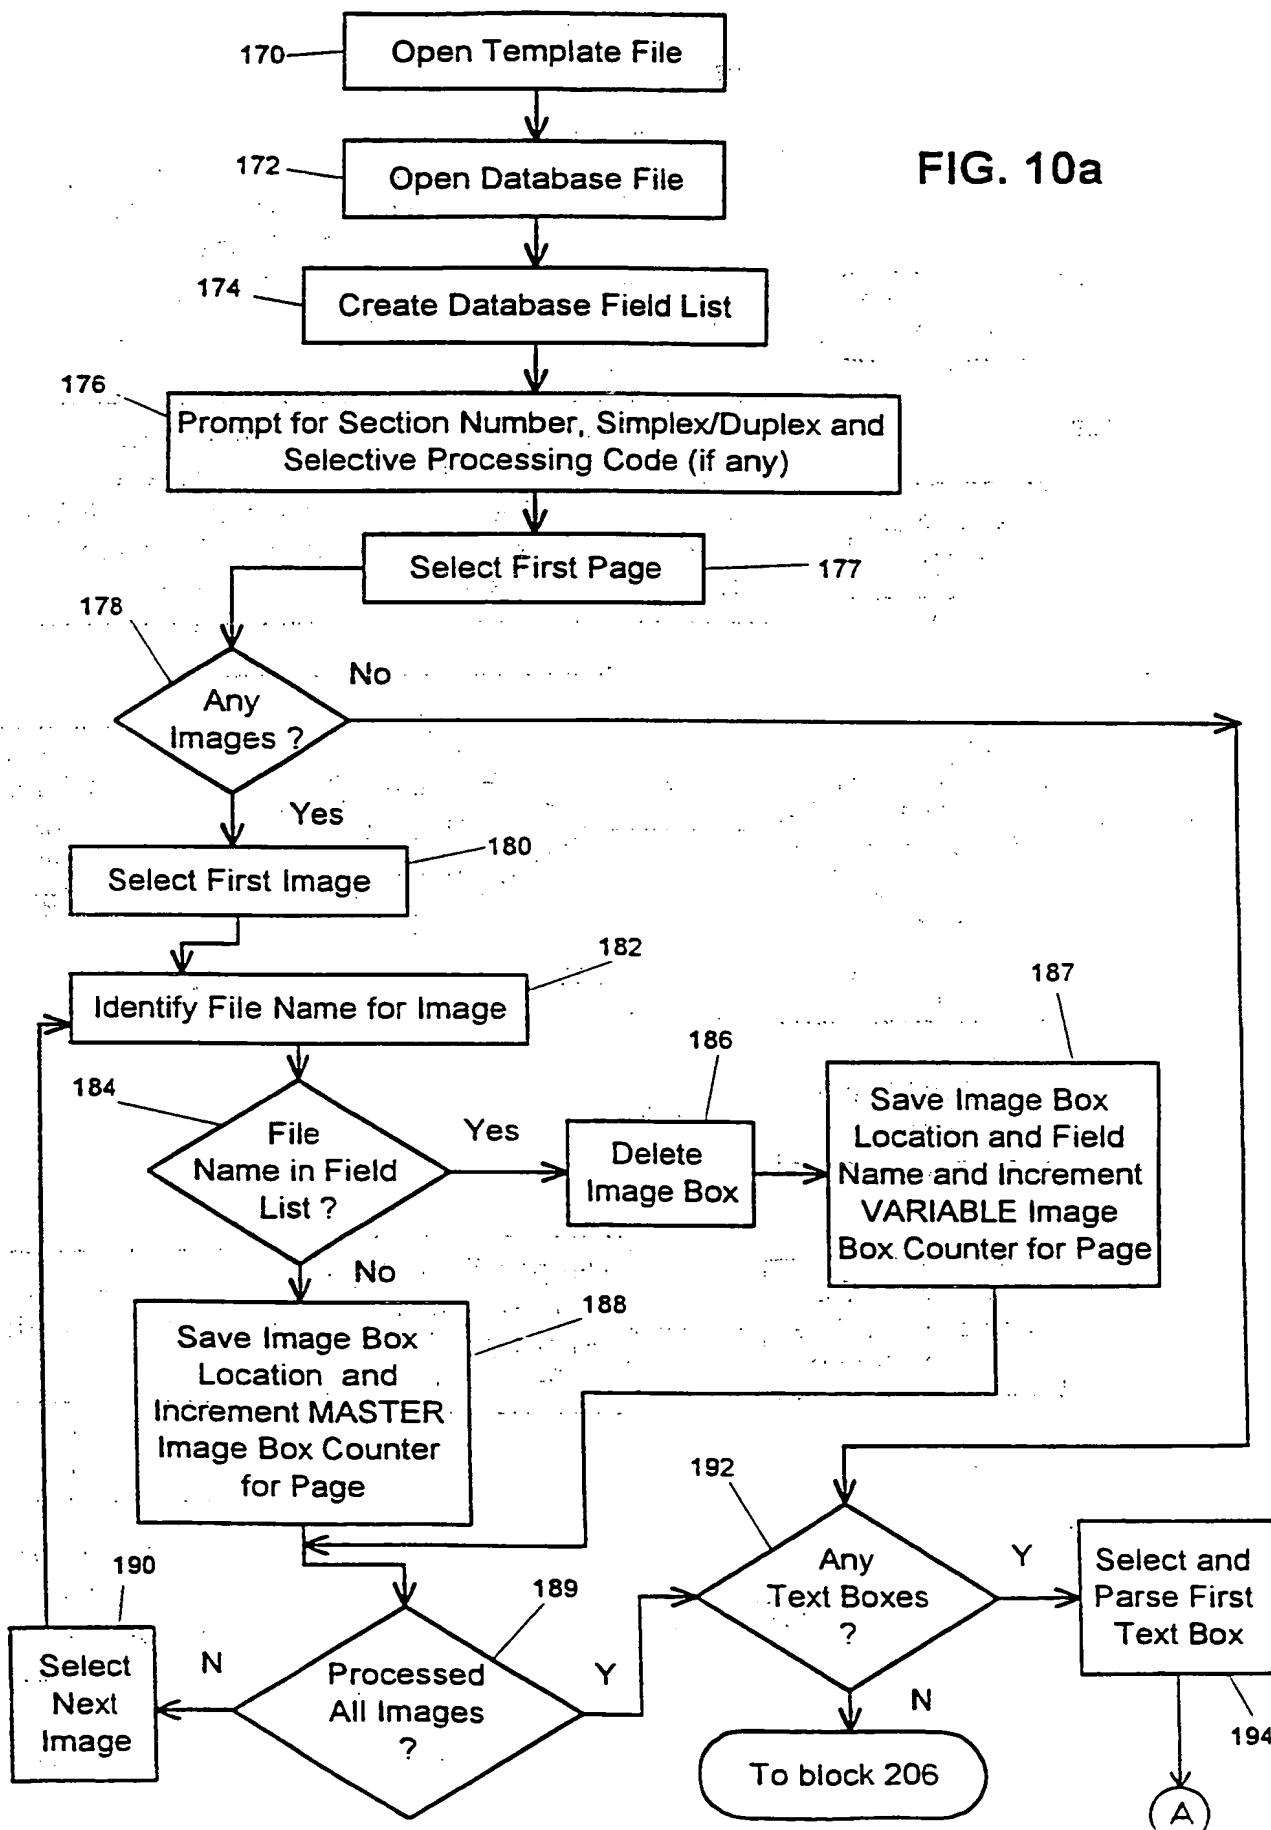 170
Open Template File
172
Open Database File
FIG. 10a
174
Create Database Field List
176
Prompt for Section Number, Simplex/Duplex and
Selective Processing Code (if any)
Select First Page
177
178
No
Any
Images ?
Yes
180
Select First Image
182
Identify File Name for Image
187
186
184
File
Name in Field
List ?
Yes
Delete
Image Box
Save Image Box
Location and Field
Name and Increment
VARIABLE Image
Box Counter for Page
No
188
Save Image Box
Location and
Increment MASTER
Image Box Counter
for Page
192
Any
Text Boxes
?
Y
Select and
Parse First
Text Box
190
189
Select
Next
Image
N
Processed
All Images
?
Y
N
194
To block 206
A